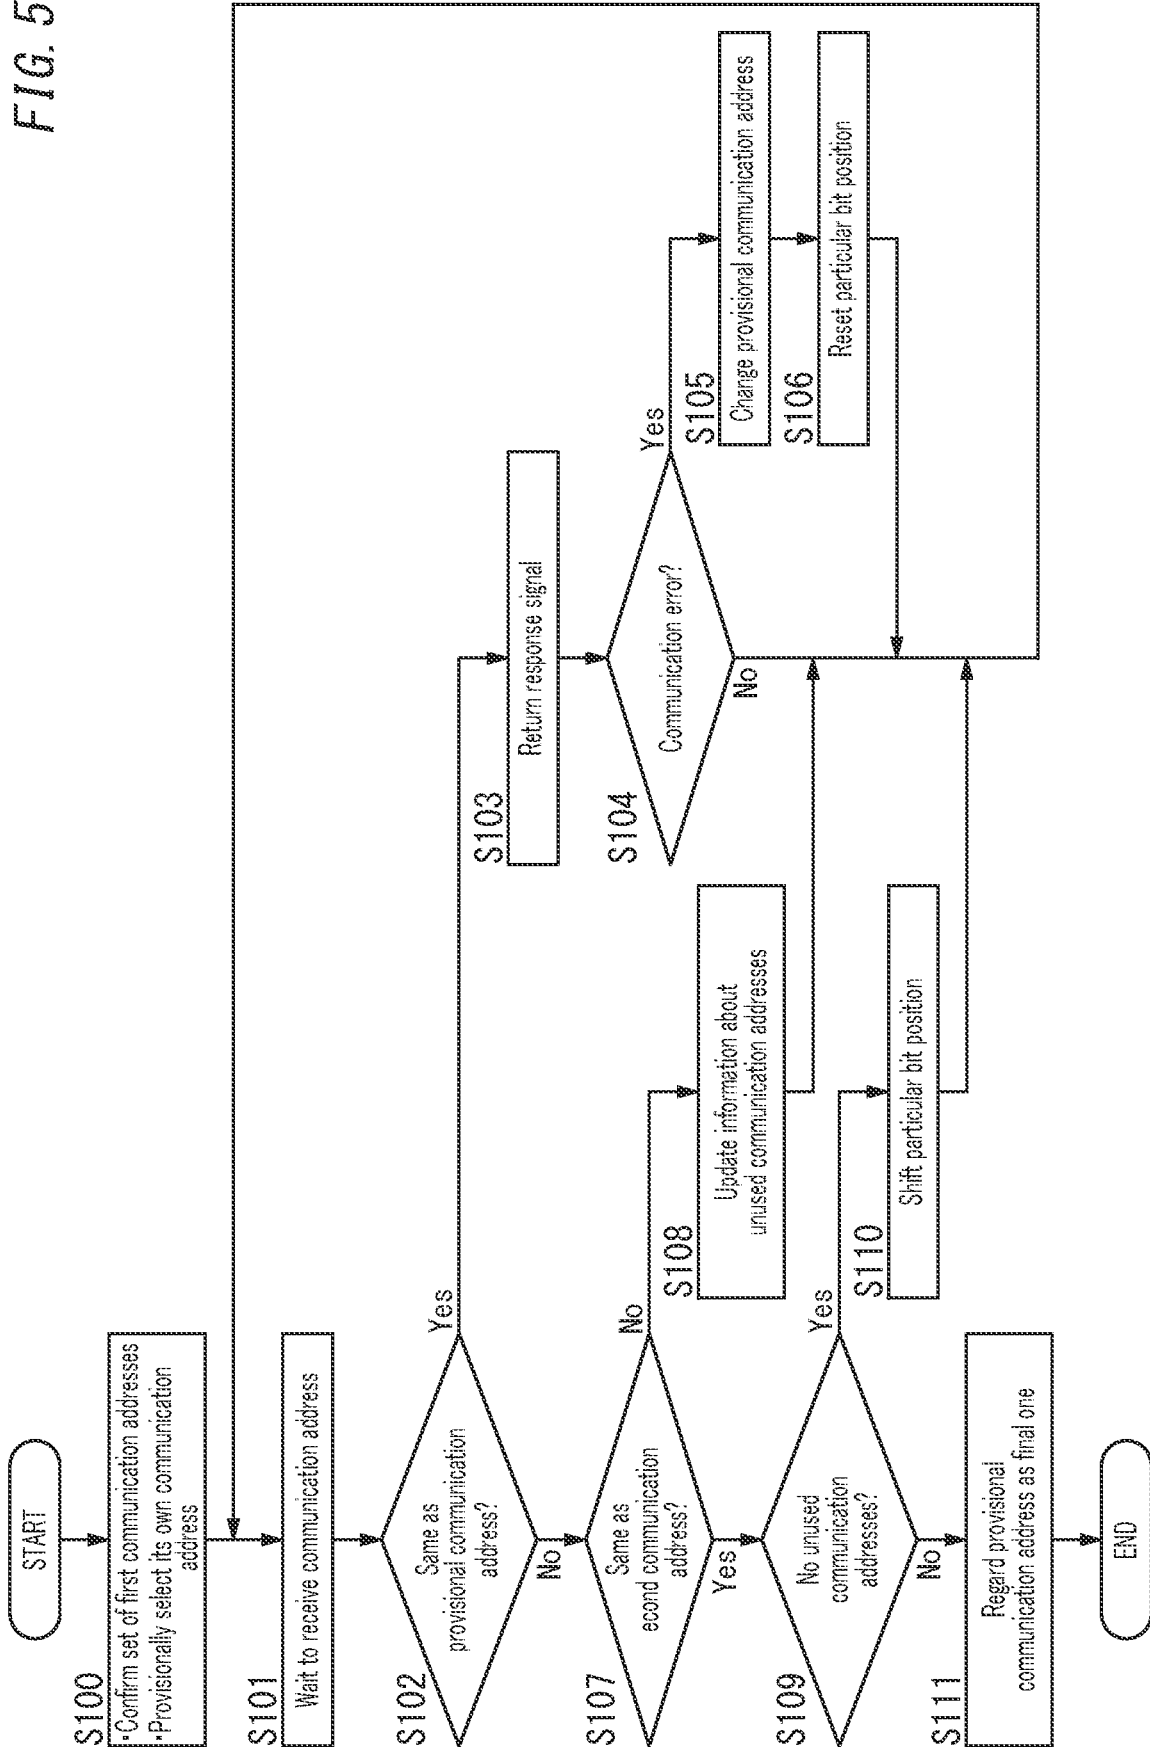 FIG. 5
START
S100
•Confirm set of first communication addresses
•Provisionally select its own communication
address
S101
Wait to receive communication address
S102
Same as
provisional communication
address?
Yes
No
S103
Return response signal
S104
Communication error?
Yes
No
S105
Change provisional communication address
S106
Reset particular bit position
S107
Same as
econd communication
address?
No
Yes
S108
Update information about
unused communication addresses
S109
No unused
communication
addresses?
Yes
No
S110
Shift particular bit position
S111
Regard provisional
communication address as final one
END